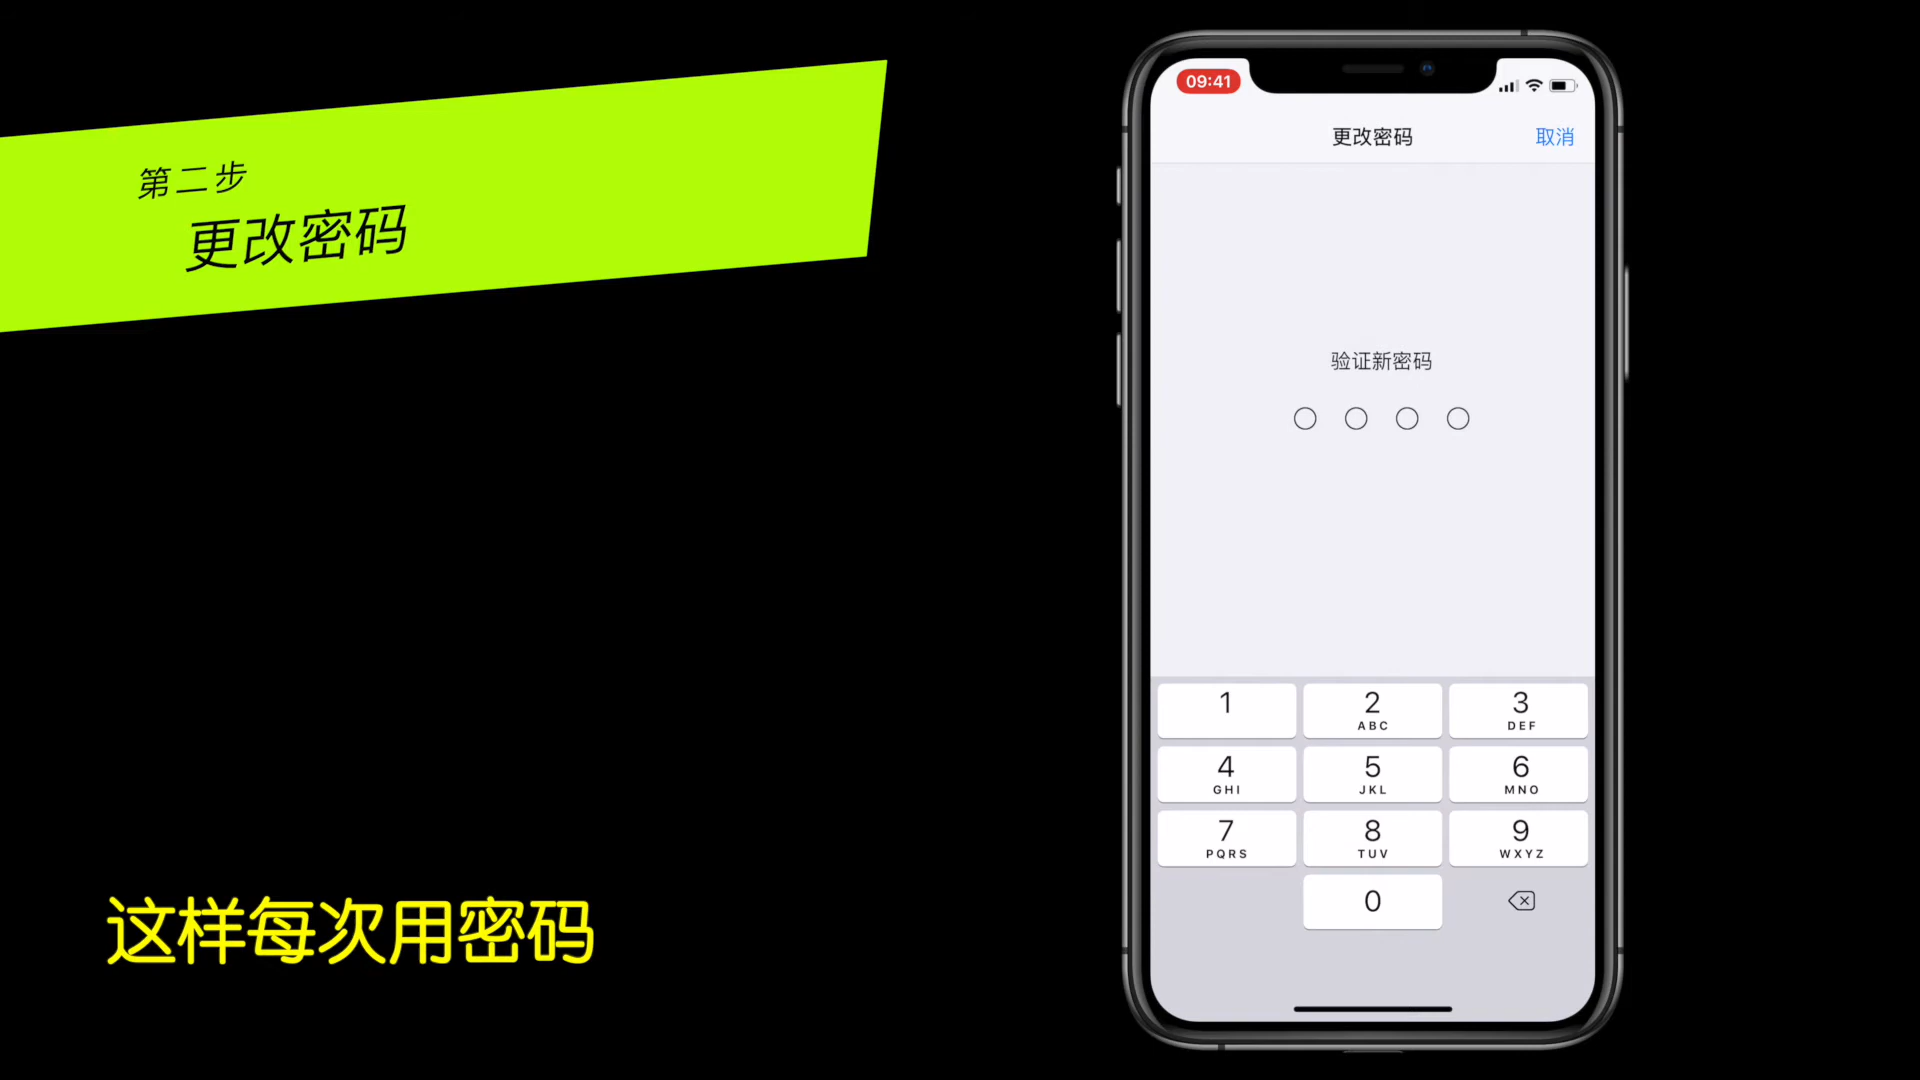 第二步
更改密码
09:41
更改密码
取消
验证新密码
1
2
ABC
3
DEF
4
GHI
5
JKL
6
MNO
7
PQRS
8
TUV
9
WXYZ
0
这样每次用密码